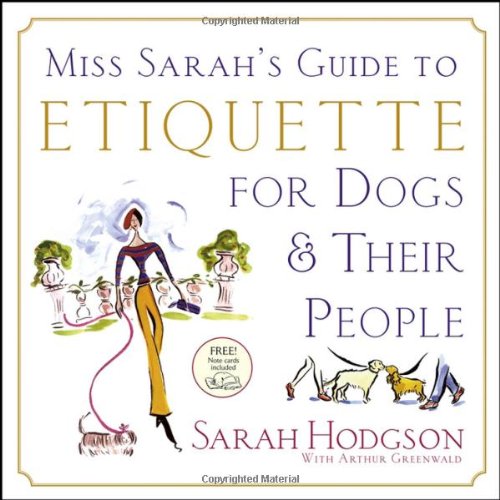 Copyrighted Material
MISS SARAH'S GUIDE TO
ETIQUETTE
FOR DOGS
& THEIR
PEOPLE
FREE!
Note cards
included
SARAH HODGSON
WITH ARTHUR GREENWALD
Copyrighted Material